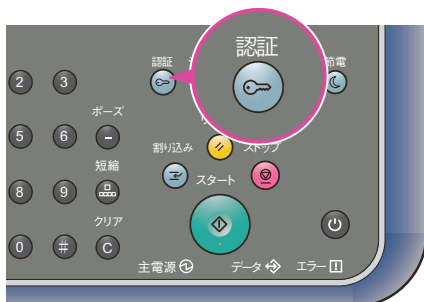 認証
認証
節電
2 3
ポーズ
5 6 -
割り込み
ストップ
短縮
8 9
スタート
クリア
0 # C
主電源
データ
エラー